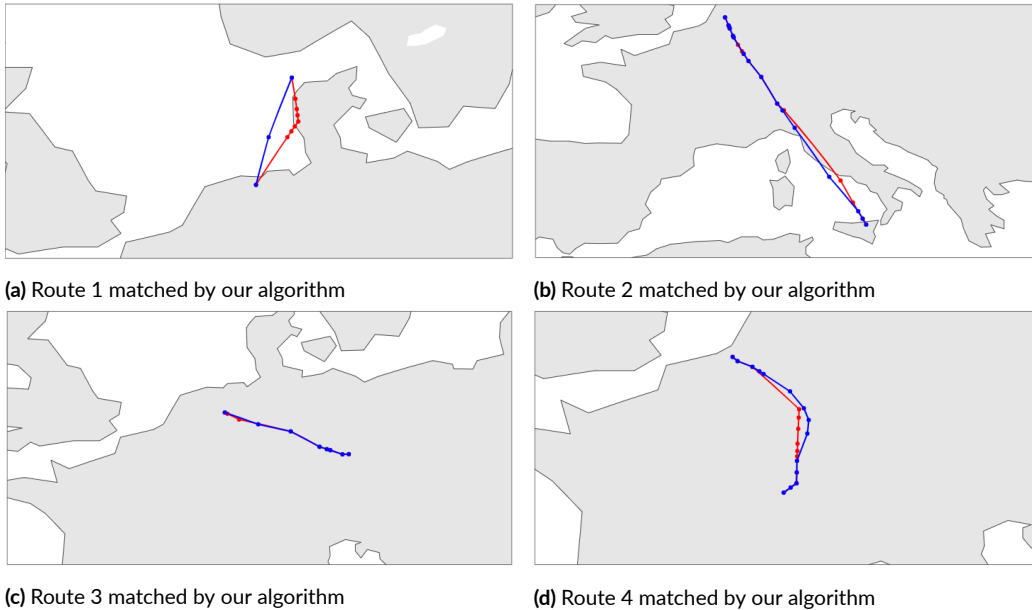 (a) Route 1 matched by our algorithm
(b) Route 2 matched by our algorithm
(c) Route 3 matched by our algorithm
(d) Route 4 matched by our algorithm